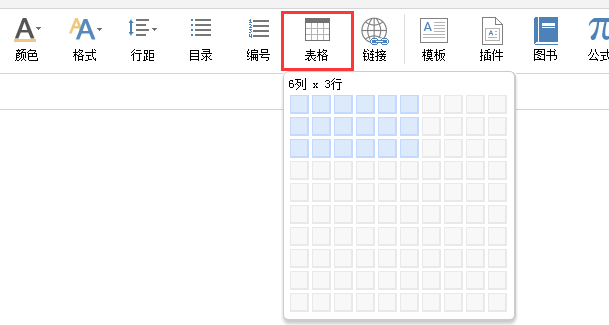 颜色 格式 行距 目录 编号 表格 链接 模板 插件 图书 公式
6列 x 3行